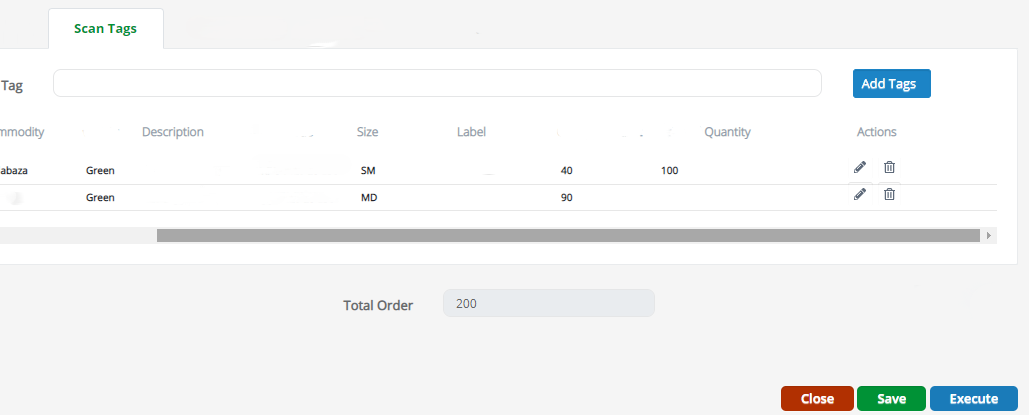 Scan Tags
Tag
Add Tags
mmodity Description Size Label Quantity Actions
abaza Green SM 40 100
Green MD 90
Total Order 200
Close Save Execute